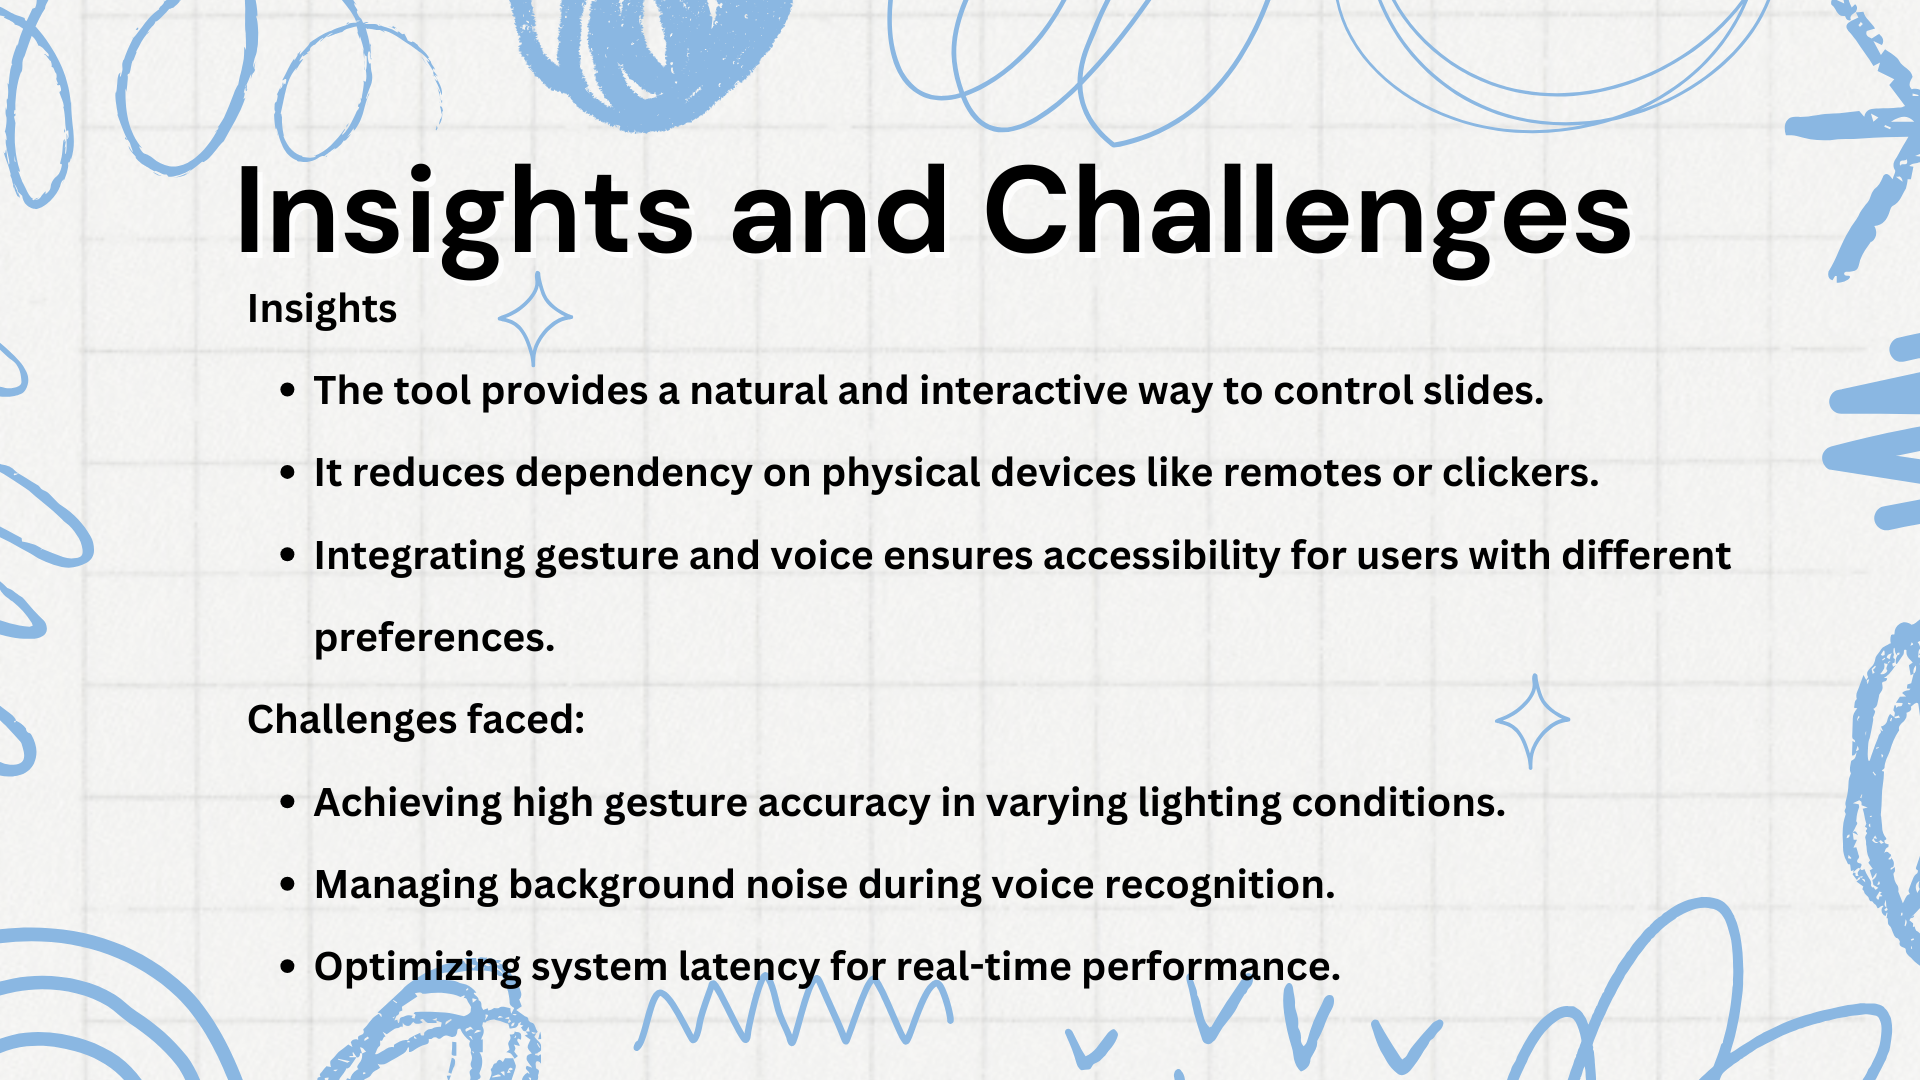 Insights and Challenges
Insights
• The tool provides a natural and interactive way to control slides.
• It reduces dependency on physical devices like remotes or clickers.
• Integrating gesture and voice ensures accessibility for users with different
preferences.
Challenges faced:
• Achieving high gesture accuracy in varying lighting conditions.
• Managing background noise during voice recognition.
• Optimizing system latency for real-time performance.